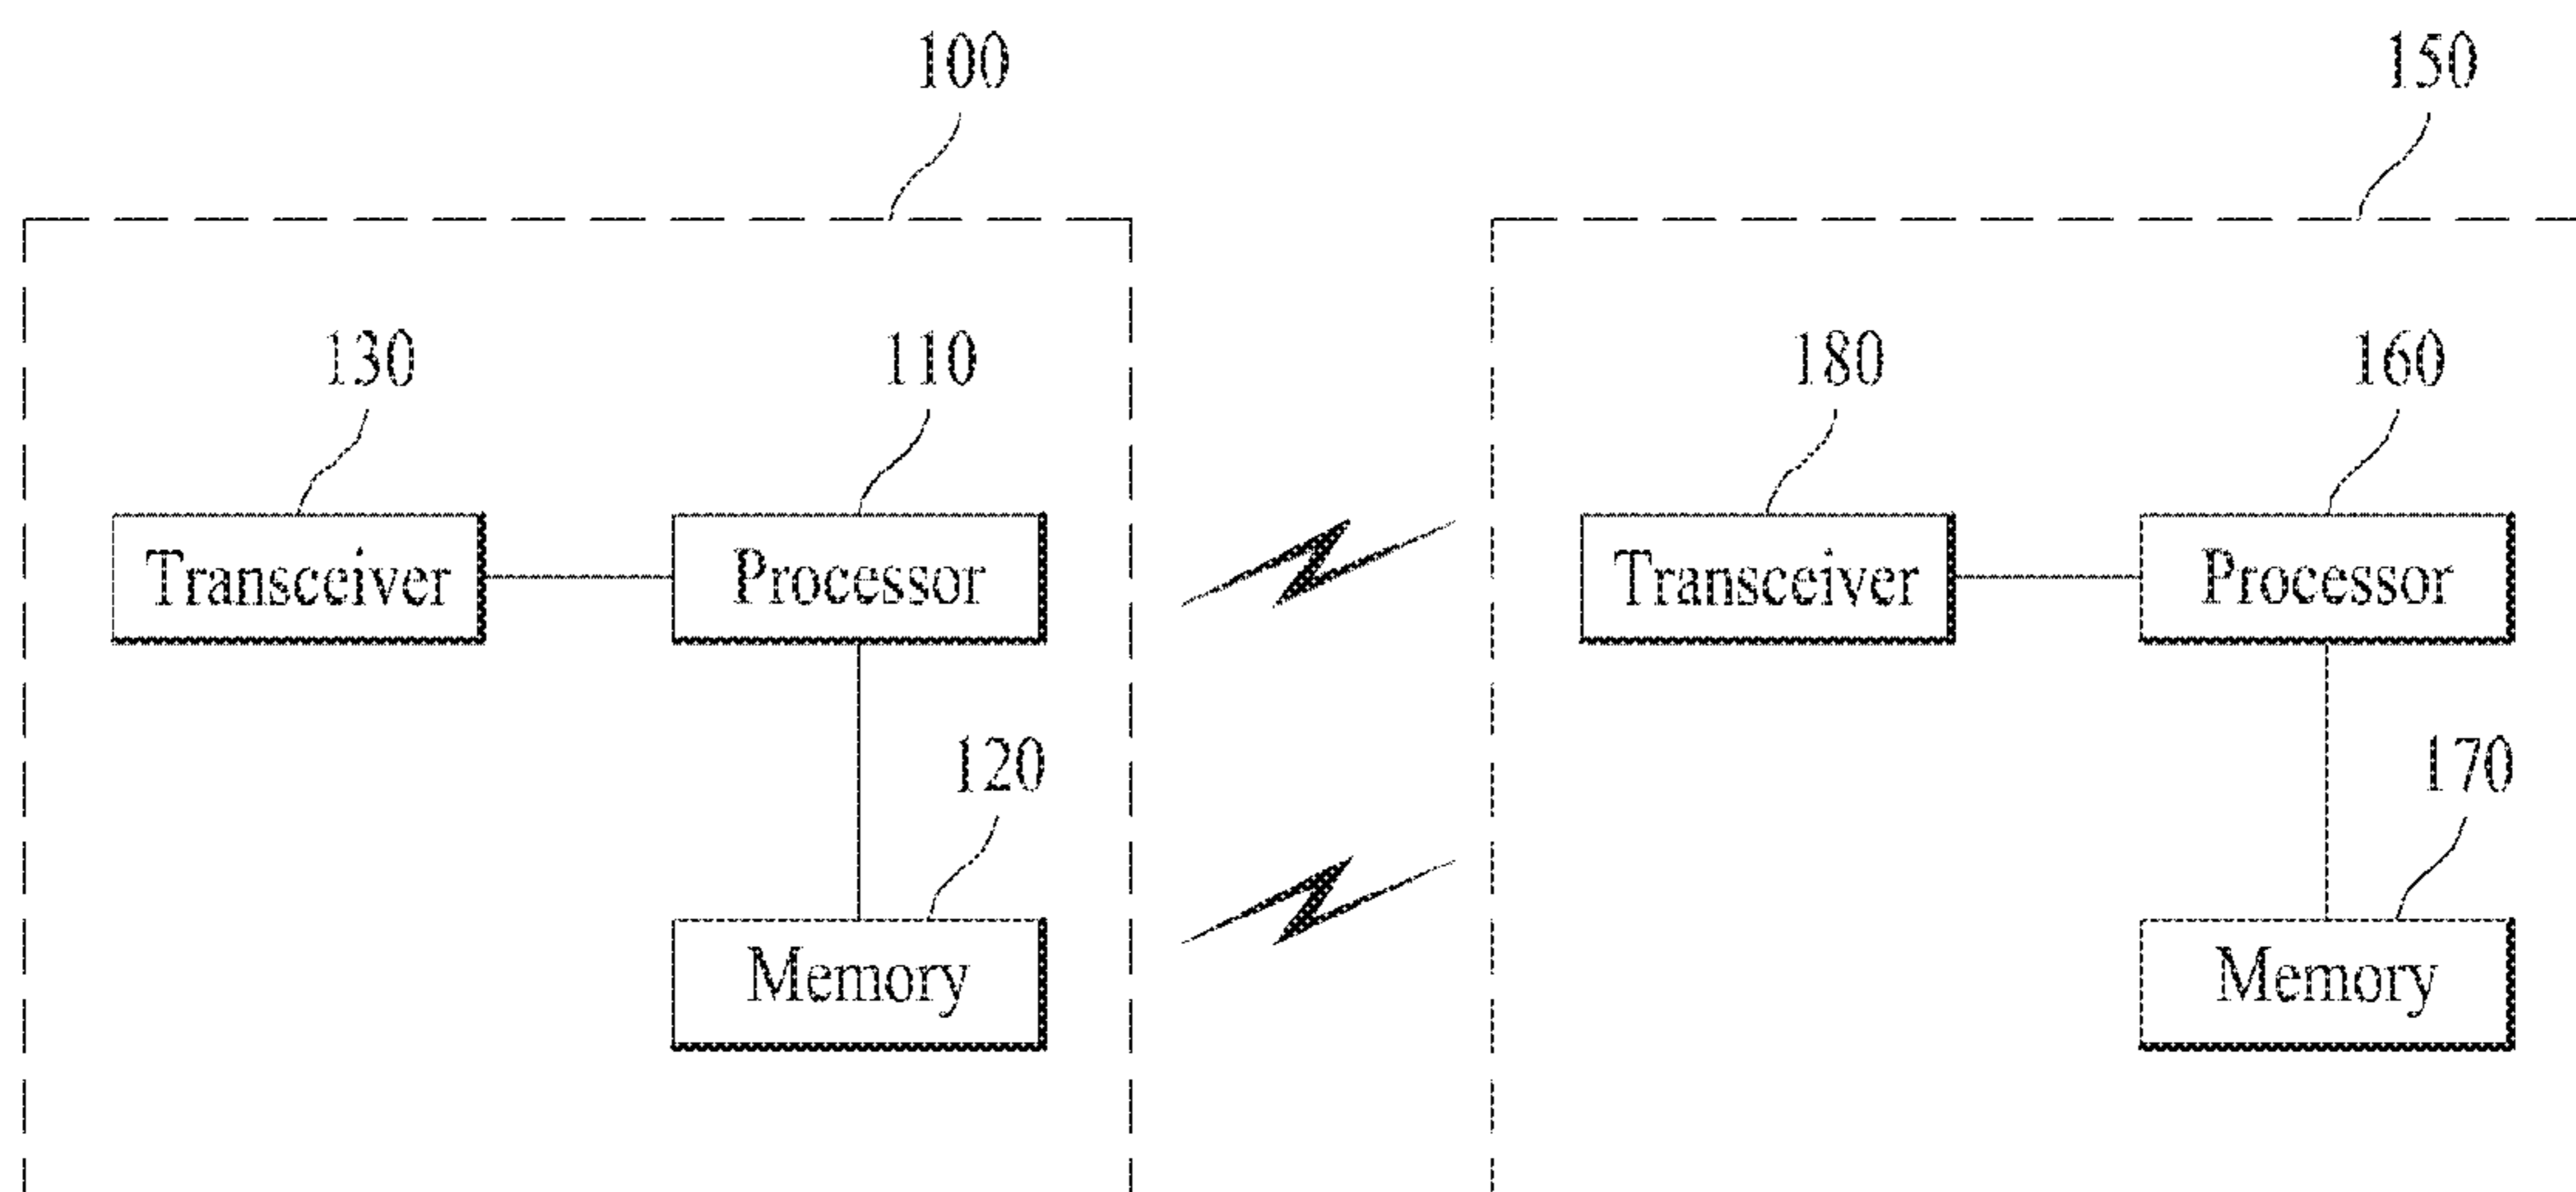 100 150
130 110 180 160
Transceiver Processor Transceiver Processor
120 170
Memory Memory